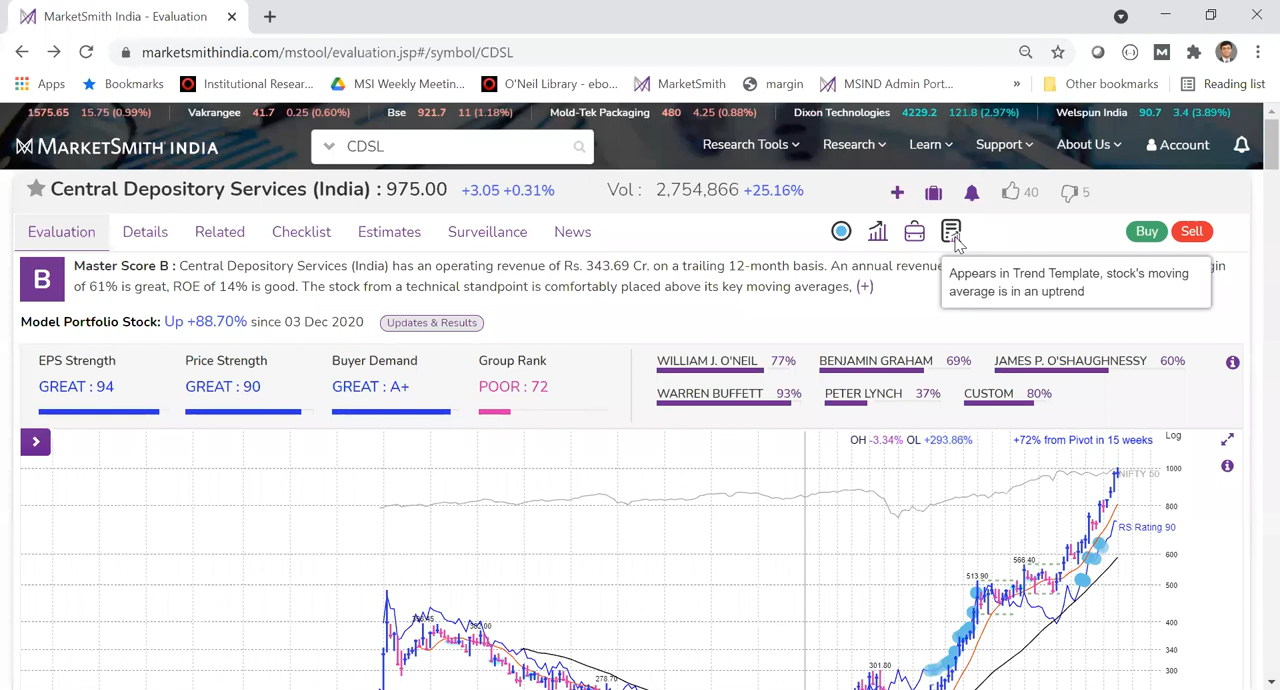 MarketSmith India - Evaluation
marketsmithindia.com/mstool/evaluation.jsp#/symbol/CDSL
Apps Bookmarks Institutional Resear... MSI Weekly Meetin... O'Neil Library - ebo... MarketSmith margin MSIND Admin Port... » Other bookmarks Reading list
1575.65 15.75 (0.99%) Vakrangee 41.7 0.25 (0.60%) Bse 921.7 11 (1.18%) Mold-Tek Packaging 480 4.25 (0.88%) Dixon Technologies 4229.2 121.8 (2.97%) Welspun India 90.7 3.4 (3.89%)
MARKETSMITH INDIA CDSL Research Tools Research Learn Support About Us Account
Central Depository Services (India) : 975.00 +3.05 +0.31% Vol : 2,754,866 +25.16% 40 5
Evaluation Details Related Checklist Estimates Surveillance News Buy Sell
B
Master Score B : Central Depository Services (India) has an operating revenue of Rs. 343.69 Cr. on a trailing 12-month basis. An annual revenue
of 61% is great, ROE of 14% is good. The stock from a technical standpoint is comfortably placed above its key moving averages, (+)
Appears in Trend Template, stock's moving
average is in an uptrend
Model Portfolio Stock: Up +88.70% since 03 Dec 2020 Updates & Results
EPS Strength Price Strength Buyer Demand Group Rank
GREAT : 94 GREAT : 90 GREAT : A+ POOR : 72
WILLIAM J. O'NEIL 77% BENJAMIN GRAHAM 69% JAMES P. O'SHAUGHNESSY 60%
WARREN BUFFETT 93% PETER LYNCH 37% CUSTOM 80%
OH -3.34% OL +293.86% +72% from Pivot in 15 weeks Log
1000
NIFTY 50
800
RS Rating 90
600
566.40
513.90
500
400
340
300
301.80
278.70